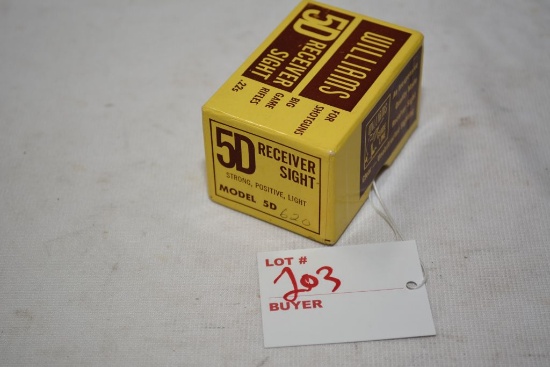 WILLIAMS
5D RECEIVER
SIGHT
FOR
SHOTGUNS
BIG
GAME
RIFLES
.22s
5D RECEIVER
SIGHT
STRONG, POSITIVE, LIGHT
MODEL 5D
620
LOT #
203
BUYER